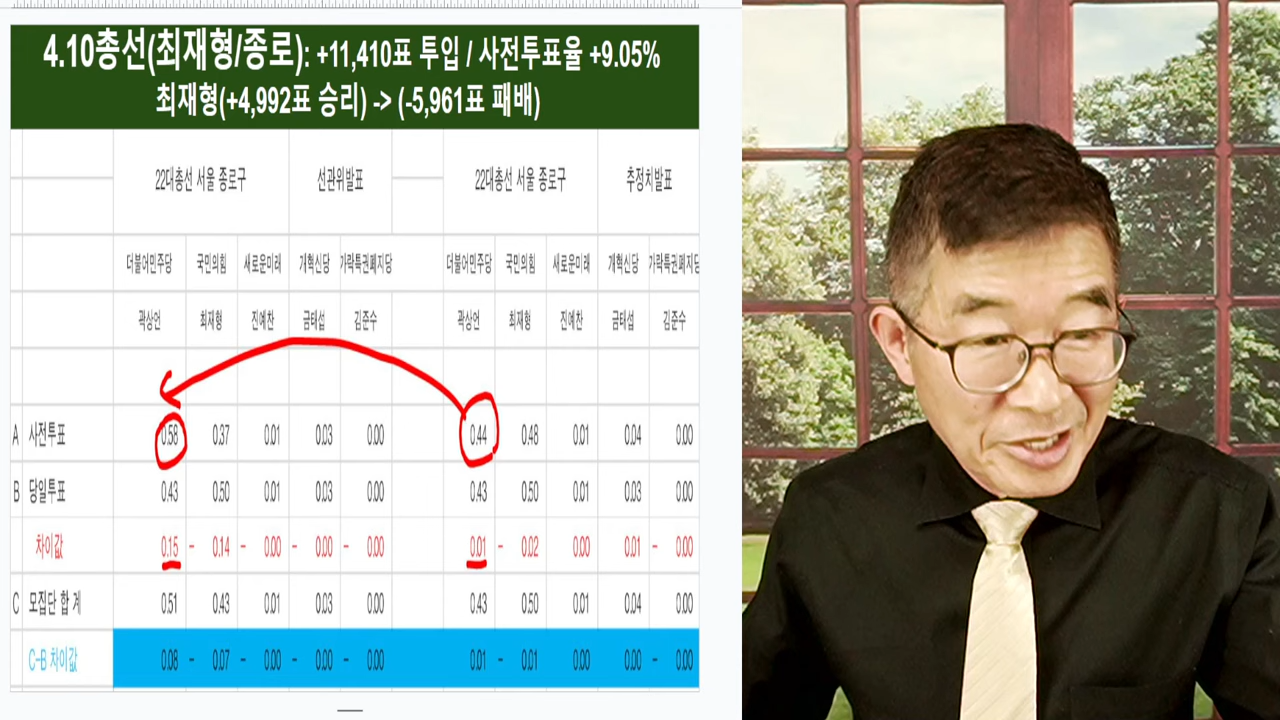 4.10총선(최재형/종로): +11,410표 투입 / 사전투표율 +9.05%
최재형(+4,992표 승리) -> (-5,961표 패배)
22대총선 서울 종로구 선관위발표 22대총선 서울 종로구 추정치발표
더불어민주당 국민의힘 새로운미래 개혁신당 가락특권폐지당 더불어민주당 국민의힘 새로운미래 개혁신당 가락특권폐지당
곽상언 최재형 진예찬 금태섭 김준수 곽상언 최재형 진예찬 금태섭 김준수
A 사전투표 0.58 0.37 0.01 0.03 0.00 0.44 0.48 0.01 0.04 0.00
B 당일투표 0.43 0.50 0.01 0.03 0.00 0.43 0.50 0.01 0.03 0.00
차이값 0.15 - 0.14 - 0.00 - 0.00 - 0.00 0.01 - 0.02 0.00 0.01 - 0.00
C 모집단 합 계 0.51 0.43 0.01 0.03 0.00 0.43 0.50 0.01 0.04 0.00
C-B 차이값 0.08 - 0.07 - 0.00 - 0.00 - 0.00 0.01 - 0.01 0.00 0.00 - 0.00